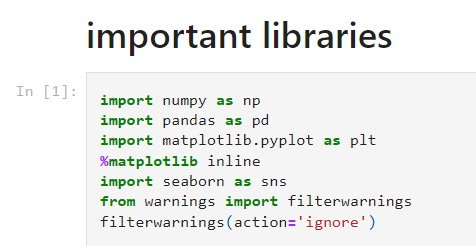 important libraries
In [1]:
import numpy as np
import pandas as pd
import matplotlib.pyplot as plt
%matplotlib inline
import seaborn as sns
from warnings import filterwarnings
filterwarnings(action='ignore')